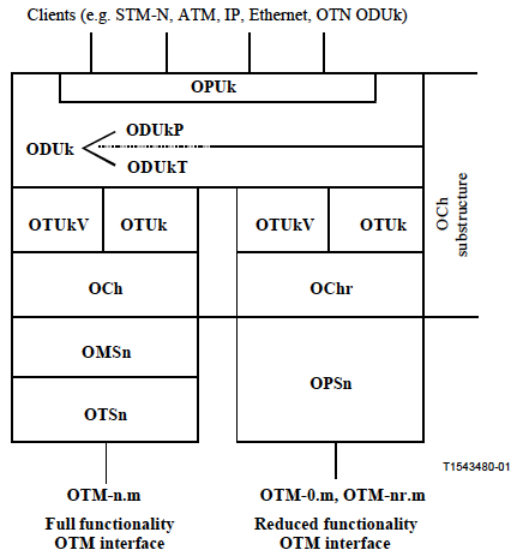 Clients (e.g. STM-N, ATM, IP, Ethernet, OTN ODUk)
OPUk
ODUkP
ODUk
ODUkT
OTUkV OTUk OTUkV OTUk
OCh substructure
OCh OChr
OMSn
OPSn
OTSn
T1543480-01
OTM-n.m OTM-0.m, OTM-nr.m
Full functionality Reduced functionality
OTM interface OTM interface